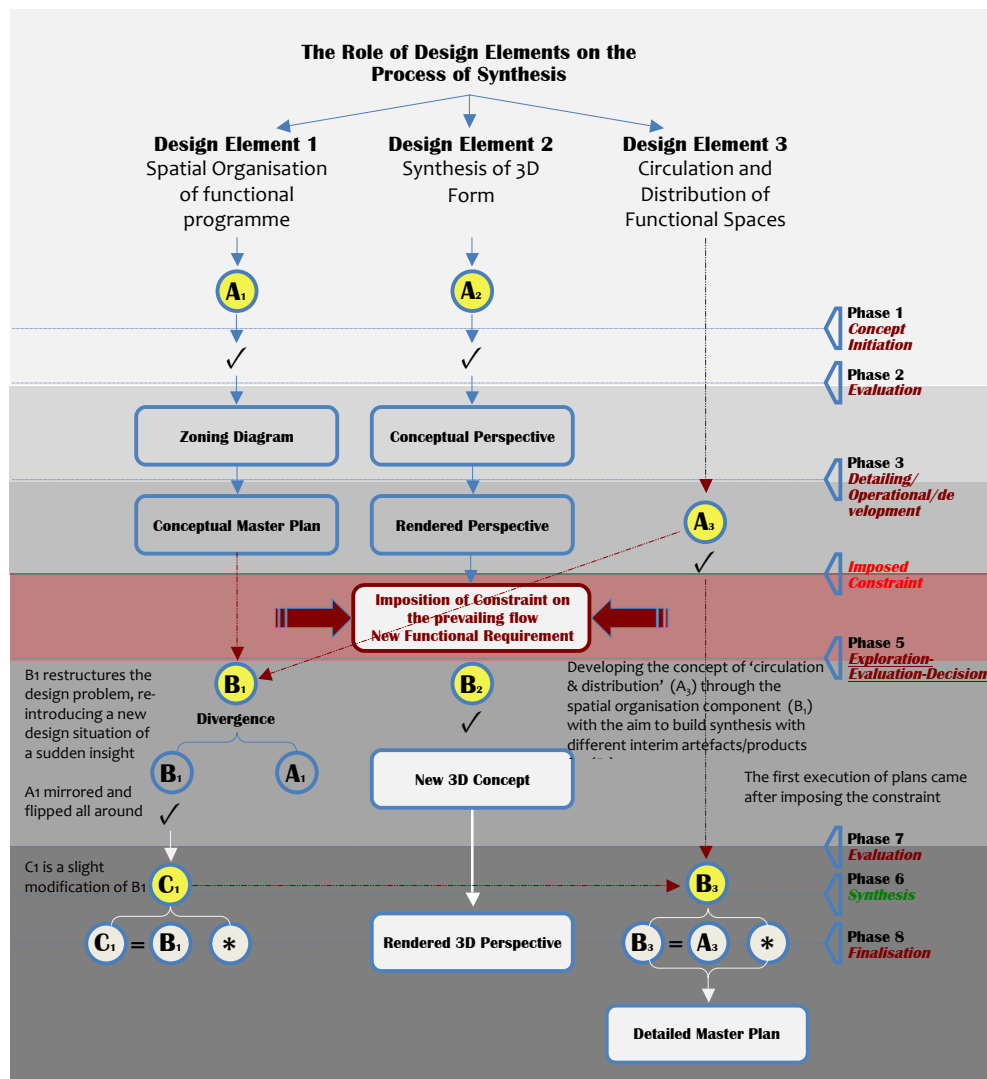 The Role of Design Elements on the
Process of Synthesis
Design Element 1
Spatial Organisation
of functional
programme
Design Element 2
Synthesis of 3D
Form
Design Element 3
Circulation and
Distribution of
Functional Spaces
A1
A2
Phase 1
Concept
Initiation
✓
✓
Phase 2
Evaluation
Zoning Diagram
Conceptual Perspective
Phase 3
Detailing/
Operational/de
velopment
Conceptual Master Plan
Rendered Perspective
A3
✓
Imposed
Constraint
Imposition of Constraint on
the prevailing flow
New Functional Requirement
Phase 5
Exploration-
Evaluation-Decision
B1 restructures the
design problem, re-
introducing a new
design situation of
a sudden insight
B1
Divergence
B1
A1
B2
✓
Developing the concept of ‘circulation
& distribution’ (A3) through the
spatial organisation component (B1)
with the aim to build synthesis with
different interim artefacts/products
New 3D Concept
The first execution of plans came
after imposing the constraint
A1 mirrored and
flipped all around
✓
Phase 7
Evaluation
C1 is a slight
modification of B1
C1
B3
Phase 6
Synthesis
C1 = B1 *
Rendered 3D Perspective
B3 = A3 *
Phase 8
Finalisation
Detailed Master Plan